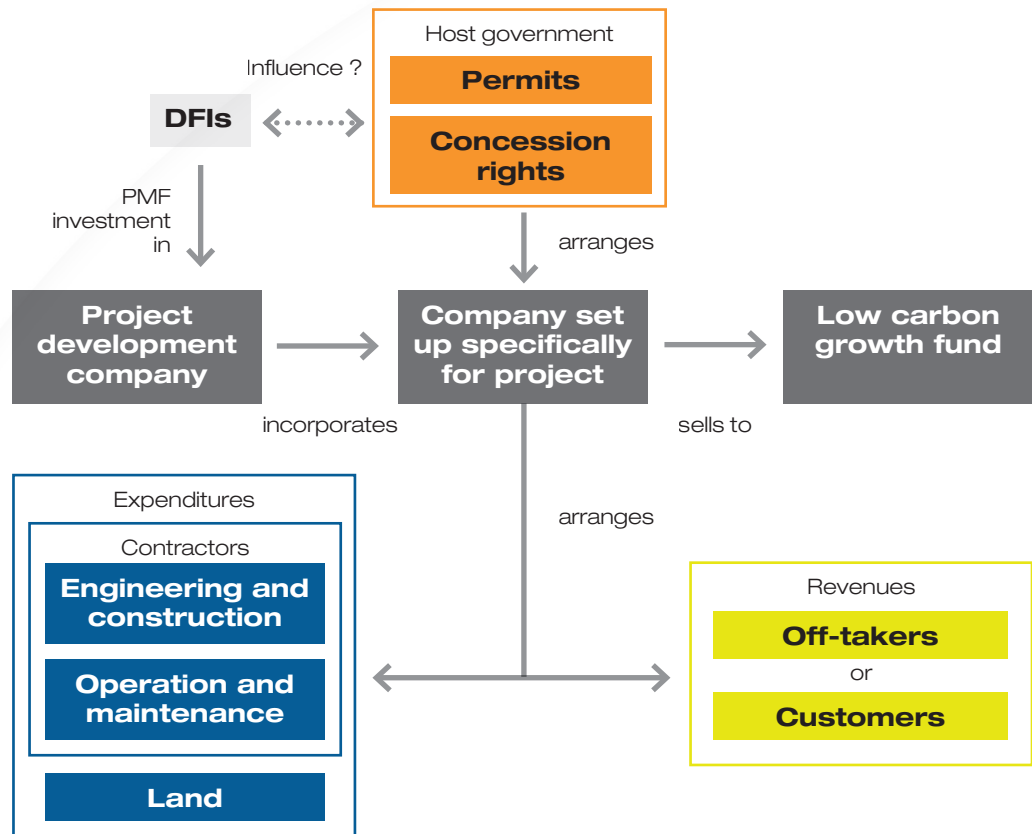 Host government
Influence ?
Permits
DFIs
Concession
rights
PMF
investment
in
arranges
Project
development
company
Company set
up specifically
for project
Low carbon
growth fund
incorporates
sells to
Expenditures
arranges
Contractors
Engineering and
construction
Operation and
maintenance
Land
Revenues
Off-takers
or
Customers